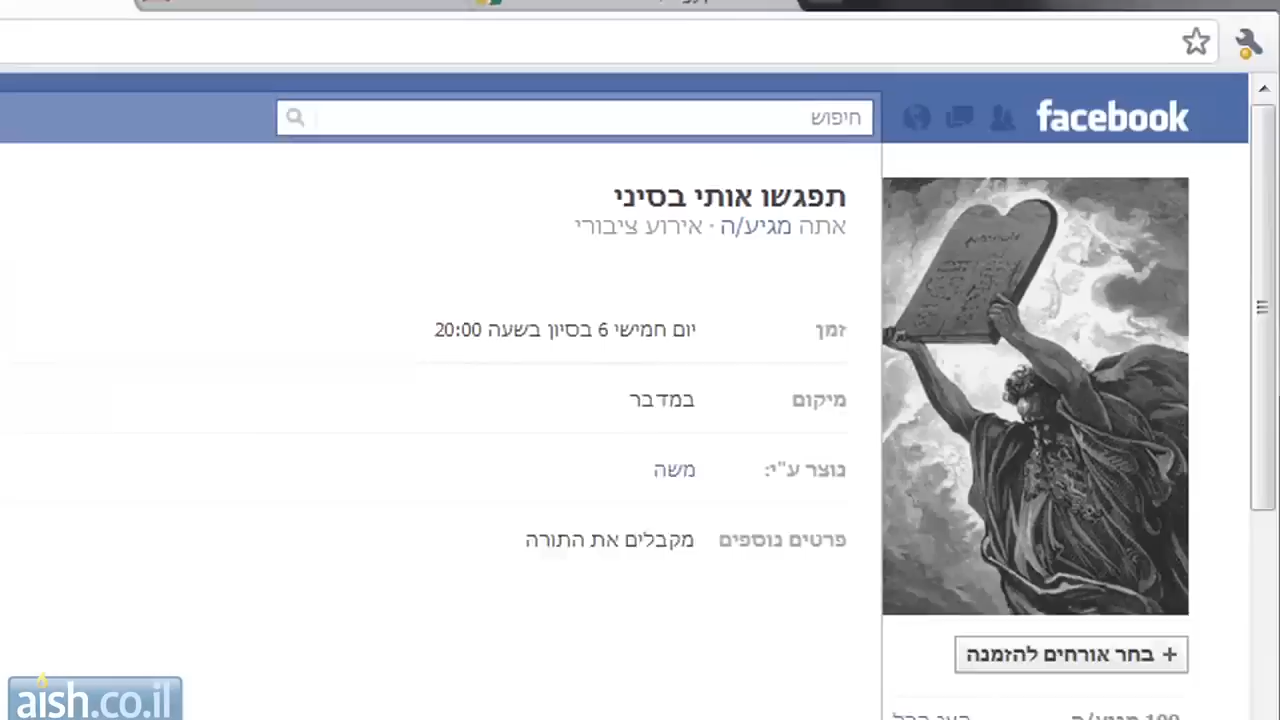 facebook
חיפוש
תפגשו אותי בסיני
אתה מגיע/ה · אירוע ציבורי
זמן יום חמישי 6 בסיון בשעה 20:00
מיקום במדבר
נוצר ע"י: משה
פרטים נוספים מקבלים את התורה
+ בחר אורחים להזמנה
aish.co.il